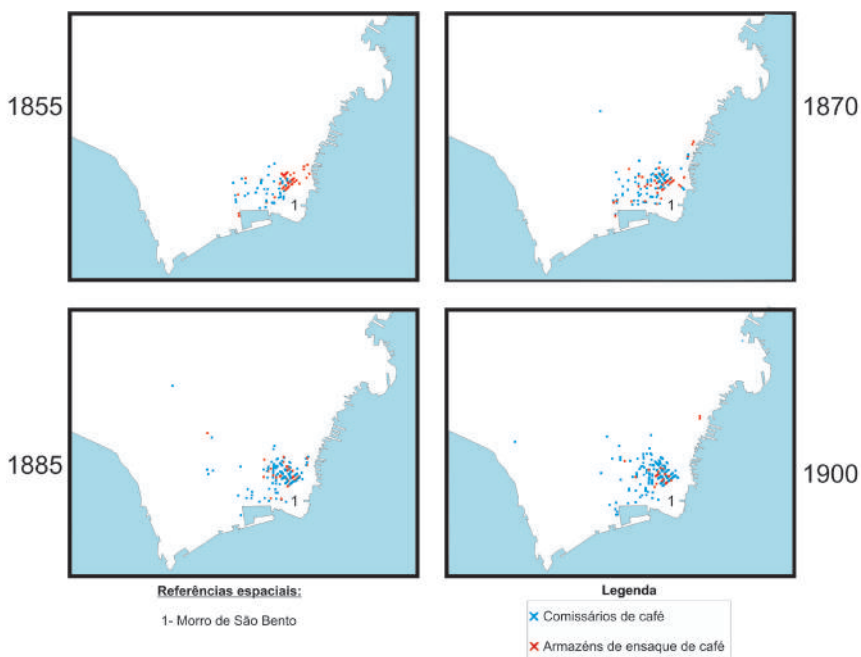 1855
1
1870
1
1885
1
1900
1
Referências espaciais:
1- Morro de São Bento
Legenda
Comissários de café
Armazéns de ensaque de café